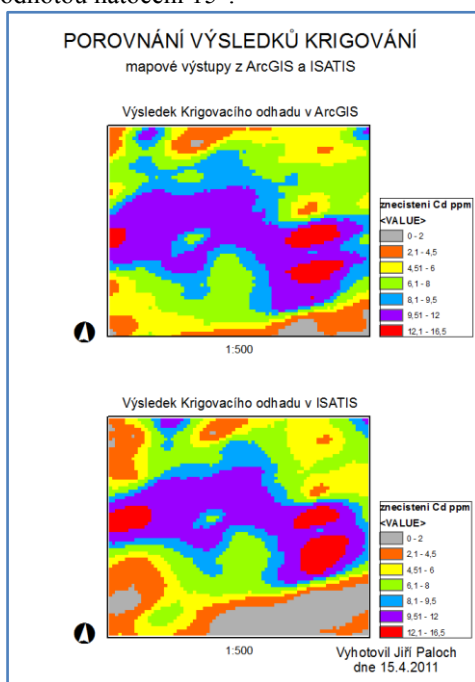 odnotou natočení 15°.
POROVNÁNÍ VÝSLEDKŮ KRIGOVÁNÍ
mapové výstupy z ArcGIS a ISATIS
Výsledek Krigovacího odhadu v ArcGIS
znecisteni Cd ppm
<VALUE>
0 - 2
2,1 - 4,5
4,51 - 6
6,1 - 8
8,1 - 9,5
9,51 - 12
12,1 - 16,5
1:500
Výsledek Krigovacího odhadu v ISATIS
znecisteni Cd ppm
<VALUE>
0 - 2
2,1 - 4,5
4,51 - 6
6,1 - 8
8,1 - 9,5
9,51 - 12
12,1 - 16,5
1:500
Vyhotovil Jiří Paloch
dne 15.4.2011